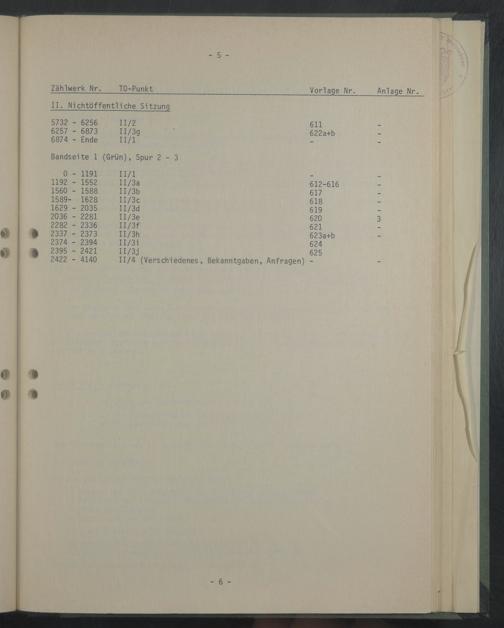 - 5 -
Zählwerk Nr. TO-Punkt Vorlage Nr. Anlage Nr.
II. Nichtöffentliche Sitzung
5732 - 6256 II/2 611 -
6257 - 6873 II/3g 622a+b -
6874 - Ende II/1 - -
Bandseite 1 (Grün), Spur 2 - 3
0 - 1191 II/1 - -
1192 - 1552 II/3a 612-616 -
1560 - 1588 II/3b 617 -
1589- 1628 II/3c 618 -
1629 - 2035 II/3d 619 -
2036 - 2281 II/3e 620 3
2282 - 2336 II/3f 621 -
2337 - 2373 II/3h 623a+b -
2374 - 2394 II/3i 624 -
2395 - 2421 II/3j 625
2422 - 4140 II/4 (Verschiedenes, Bekanntgaben, Anfragen) - -
- 6 -